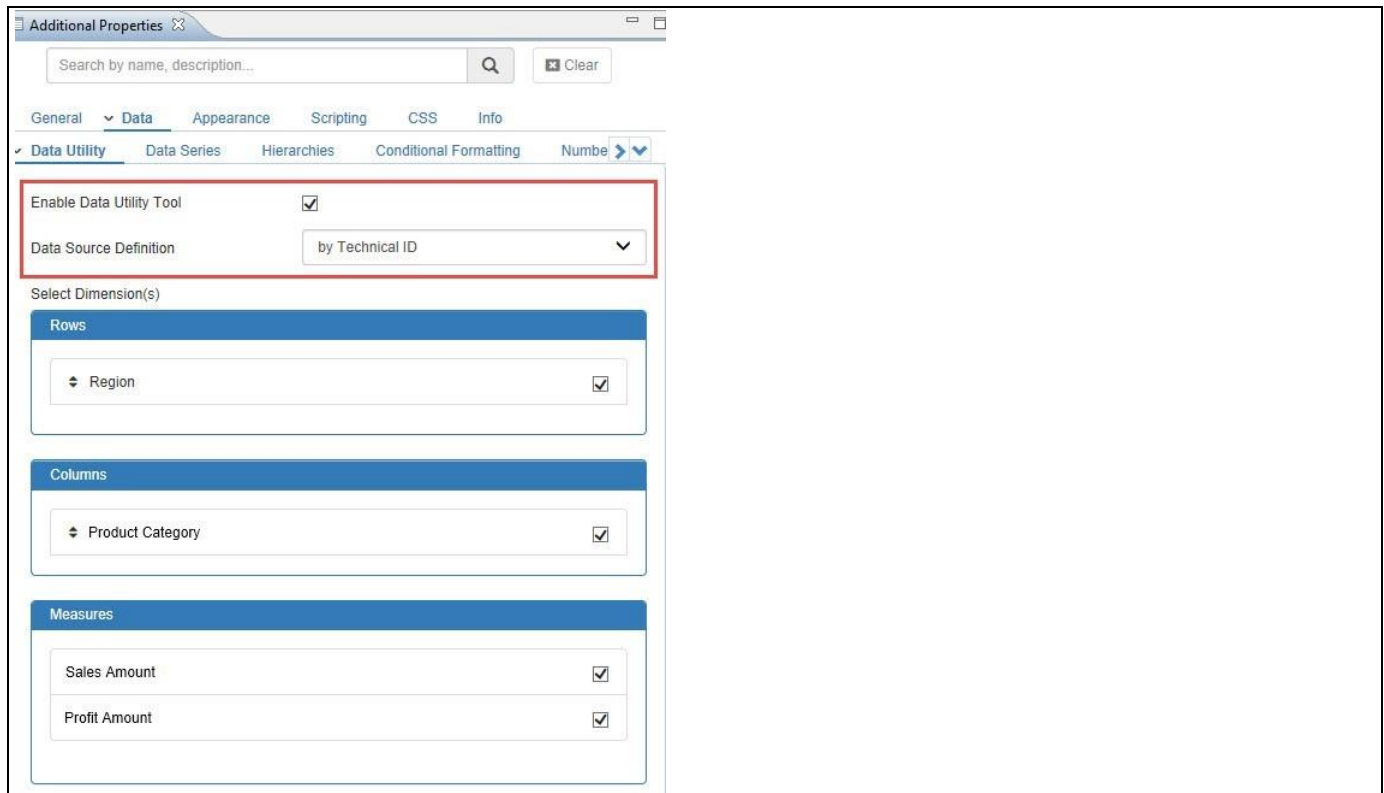 Additional Properties
Search by name, description...
Clear
General Data Appearance Scripting CSS Info
Data Utility Data Series Hierarchies Conditional Formatting Numbe
Enable Data Utility Tool
Data Source Definition by Technical ID
Select Dimension(s)
Rows
Region
Columns
Product Category
Measures
Sales Amount
Profit Amount